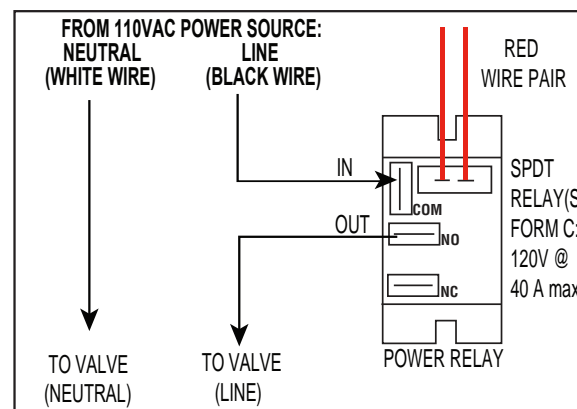 FROM 110VAC POWER SOURCE:
NEUTRAL
(WHITE WIRE)
LINE
(BLACK WIRE)
RED
WIRE PAIR
IN
COM
OUT
NO
NC
SPDT
RELAY(S
FORM C:
120V @
40 A max
POWER RELAY
TO VALVE
(NEUTRAL)
TO VALVE
(LINE)